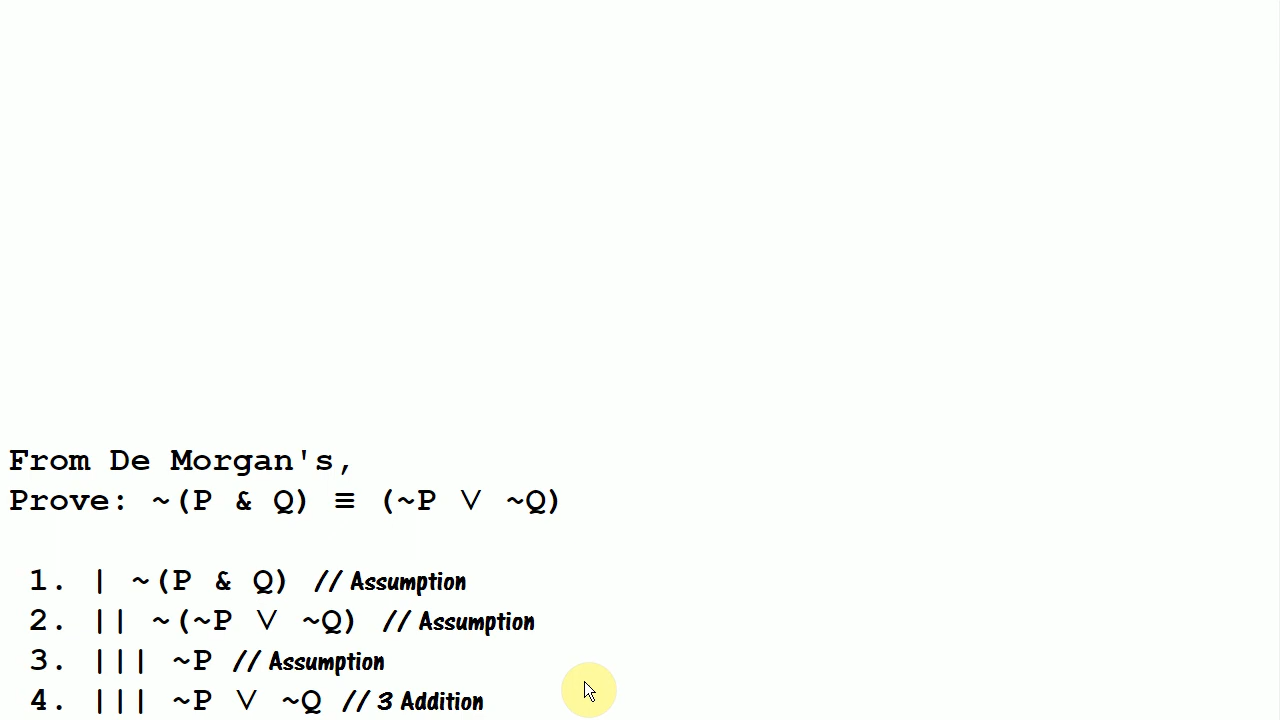 From De Morgan's,
Prove: ~(P & Q) ≡ (~P ∨ ~Q)
1. | ~(P & Q) // Assumption
2. || ~(~P ∨ ~Q) // Assumption
3. ||| ~P // Assumption
4. ||| ~P ∨ ~Q // 3 Addition